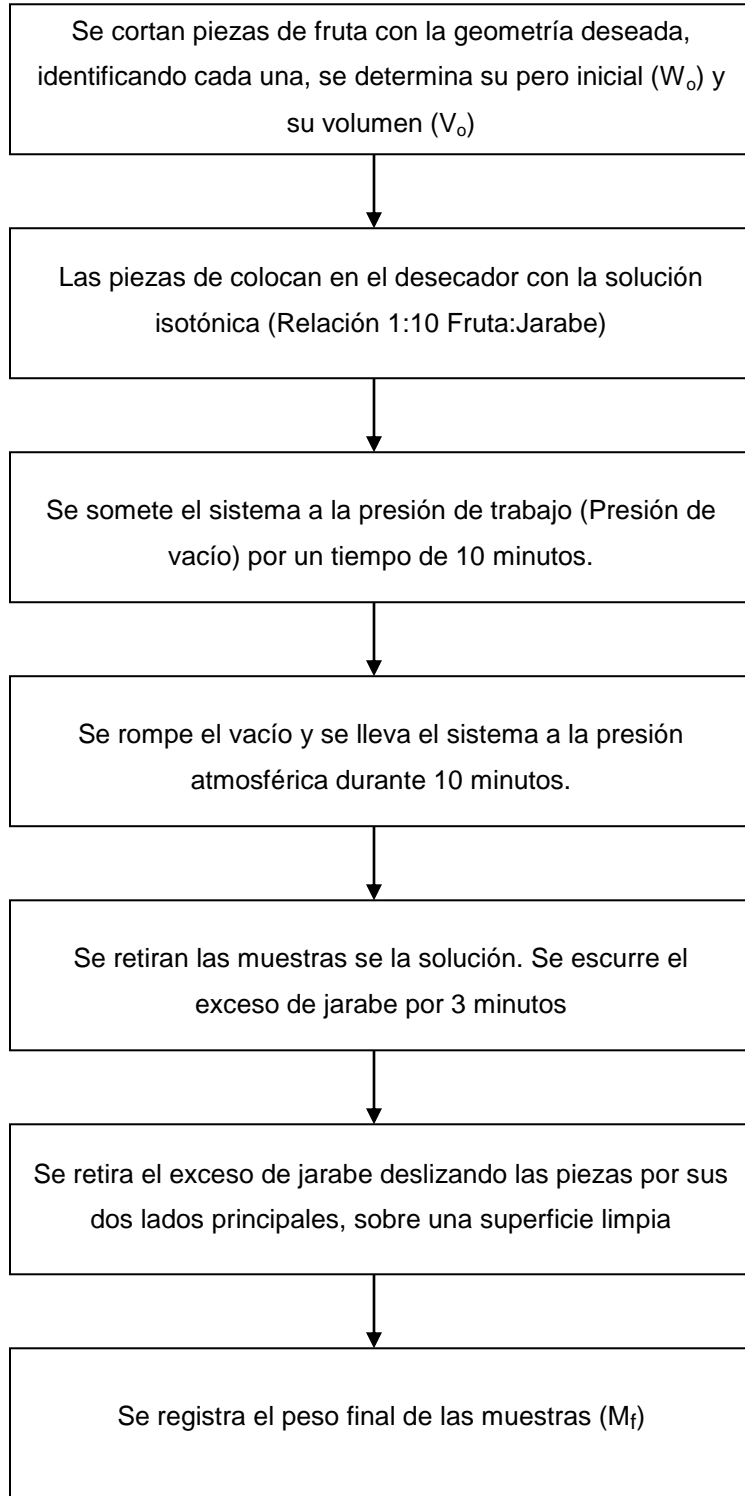 Se cortan piezas de fruta con la geometría deseada,
identificando cada una, se determina su pero inicial (Wₒ) y
su volumen (Vₒ)
Las piezas de colocan en el desecador con la solución
isotónica (Relación 1:10 Fruta:Jarabe)
Se somete el sistema a la presión de trabajo (Presión de
vacío) por un tiempo de 10 minutos.
Se rompe el vacío y se lleva el sistema a la presión
atmosférica durante 10 minutos.
Se retiran las muestras se la solución. Se escurre el
exceso de jarabe por 3 minutos
Se retira el exceso de jarabe deslizando las piezas por sus
dos lados principales, sobre una superficie limpia
Se registra el peso final de las muestras (M_f)